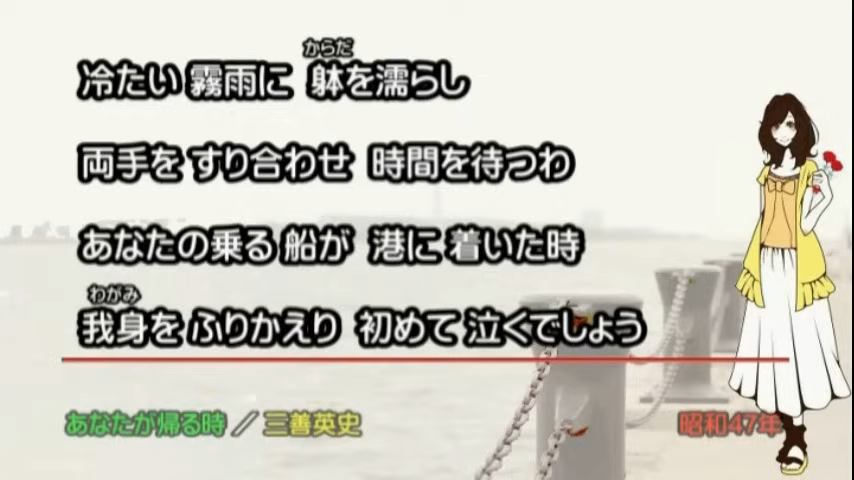 からだ
冷たい 霧雨に 躰を濡らし
両手を すり合わせ 時間を待つわ
あなたの乗る 船が 港に 着いた時
わがみ
我身を ふりかえり 初めて 泣くでしょう
あなたが帰る時 ／ 三善英史 昭和47年